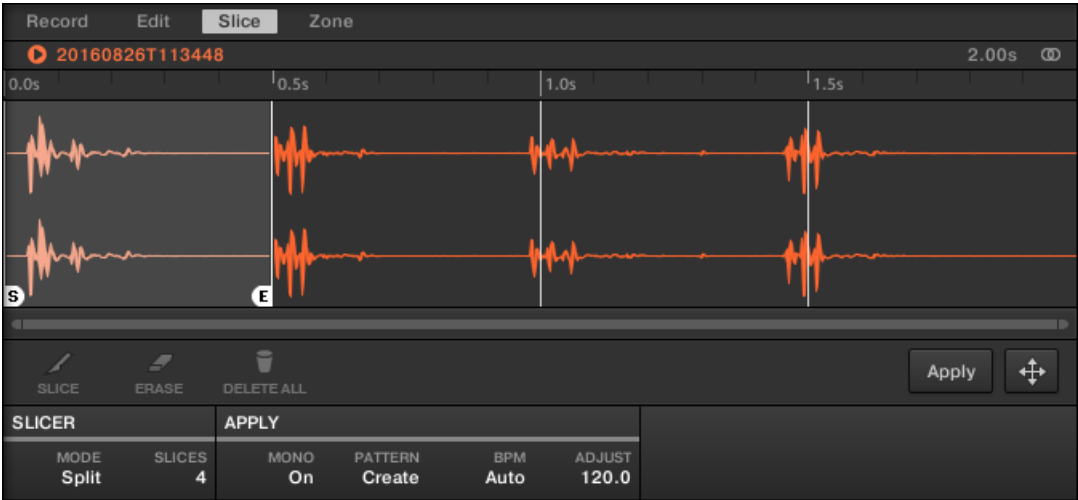 Record Edit Slice Zone
20160826T113448 2.00s
0.0s 0.5s 1.0s 1.5s
S E
SLICE ERASE DELETE ALL Apply
SLICER APPLY
MODE SLICES MONO PATTERN BPM ADJUST
Split 4 On Create Auto 120.0